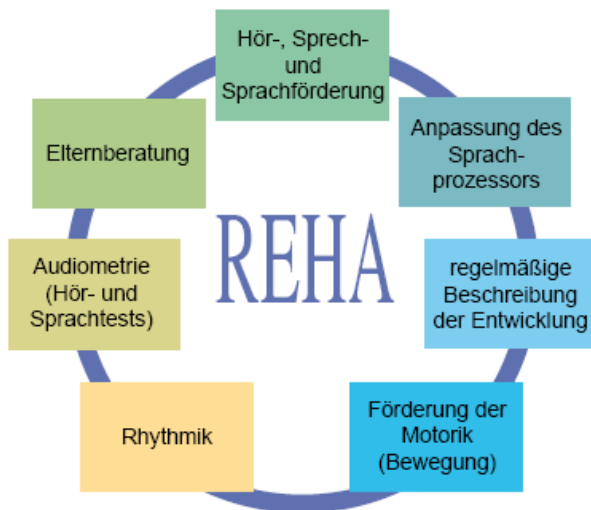 Hör-, Sprech-
und
Sprachförderung
Anpassung des
Sprach-
prozessors
regelmäßige
Beschreibung
der Entwicklung
Förderung der
Motorik
(Bewegung)
Rhythmik
Audiometrie
(Hör- und
Sprachtests)
Elternberatung
REHA